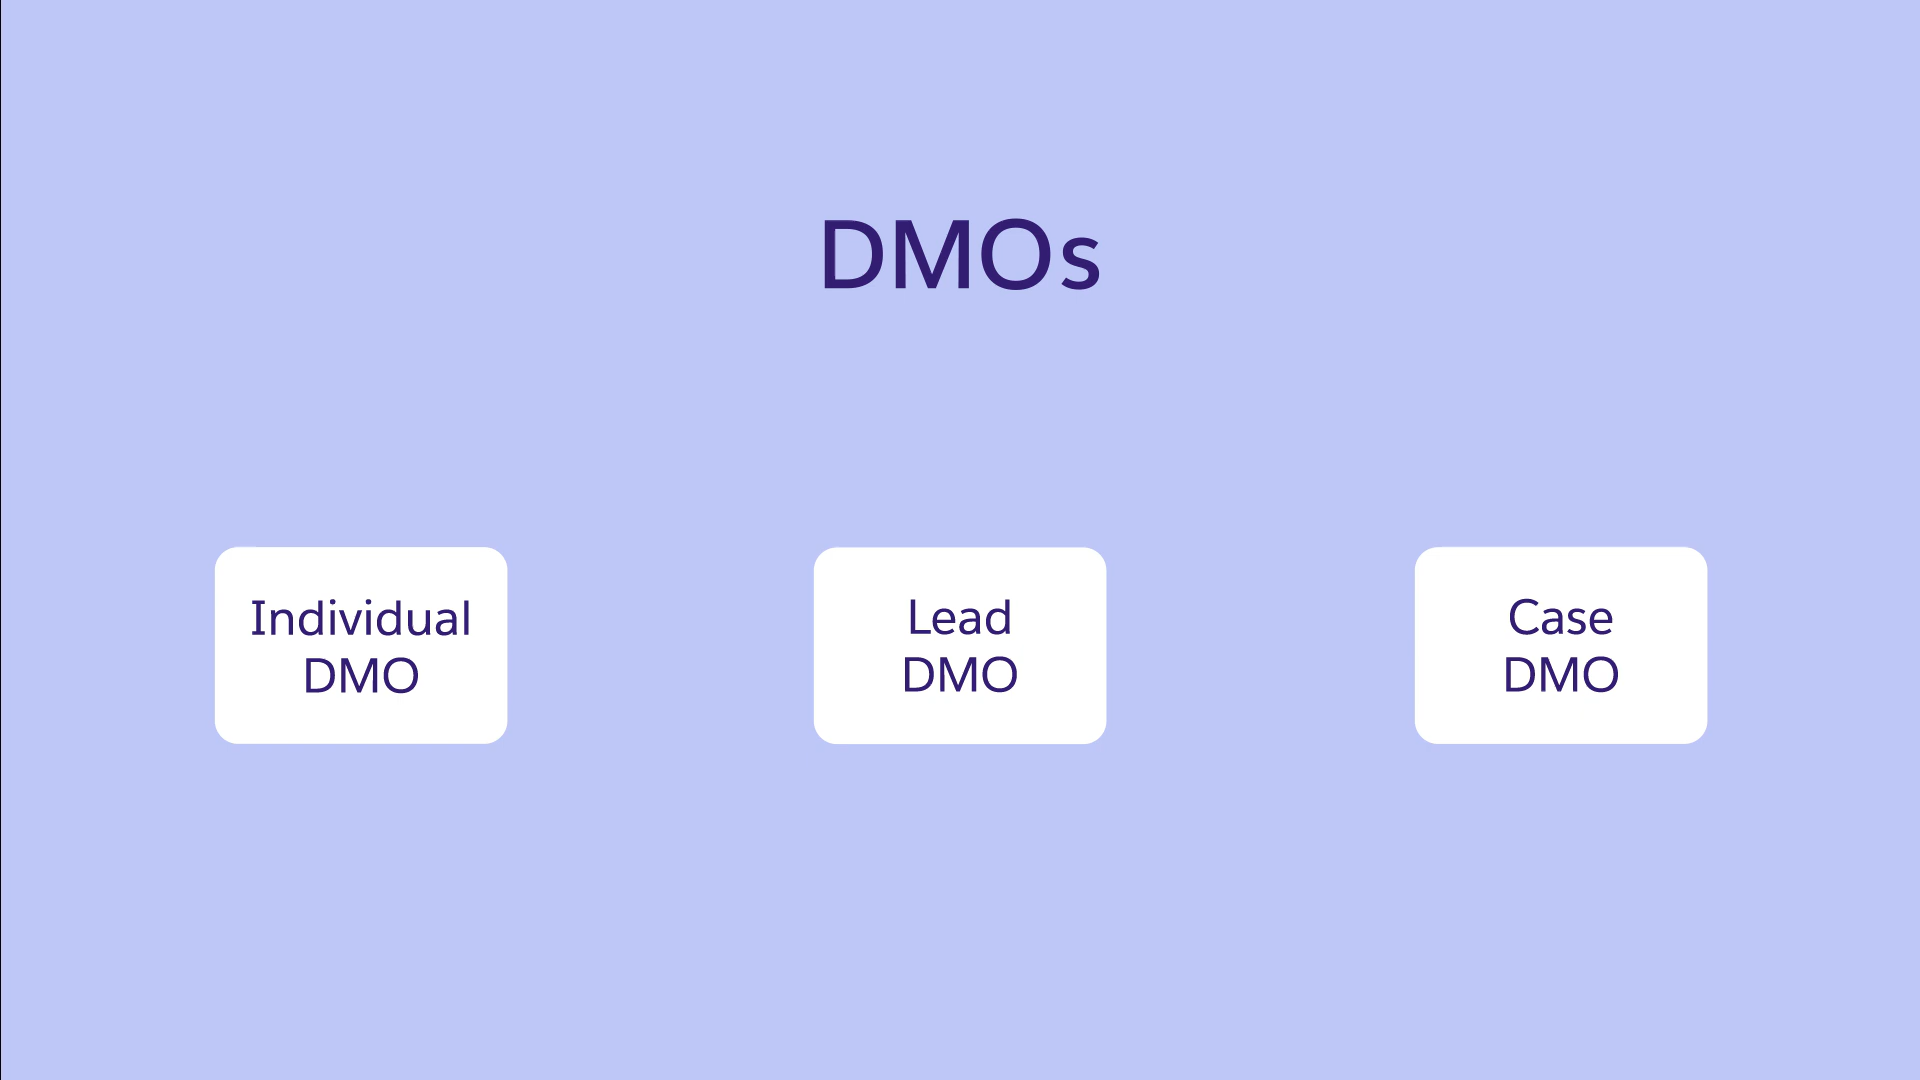 DMOs
Individual
DMO
Lead
DMO
Case
DMO